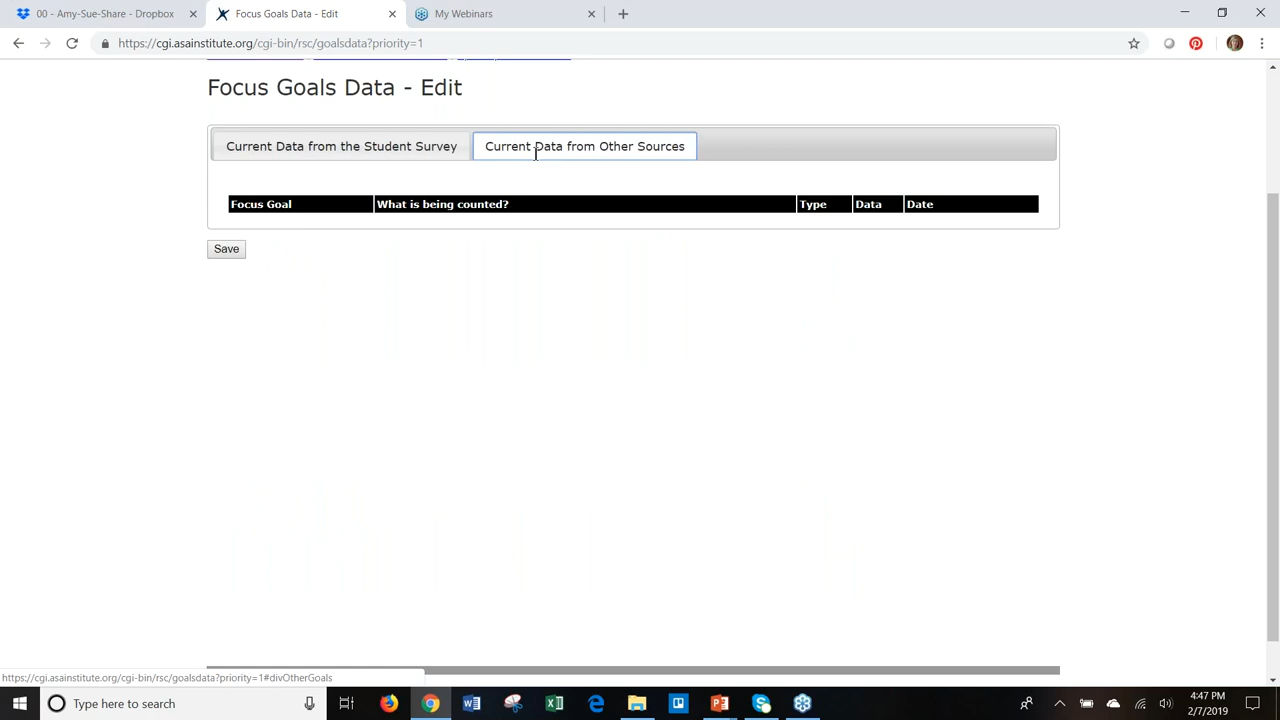 00 - Amy-Sue-Share - Dropbox
Focus Goals Data - Edit
My Webinars
https://cgi.asainstitute.org/cgi-bin/rsc/goalsdata?priority=1
Focus Goals Data - Edit
Current Data from the Student Survey
Current Data from Other Sources
Focus Goal
What is being counted?
Type
Data
Date
Save
https://cgi.asainstitute.org/cgi-bin/rsc/goalsdata?priority=1#divOtherGoals
Type here to search
4:47 PM
2/7/2019